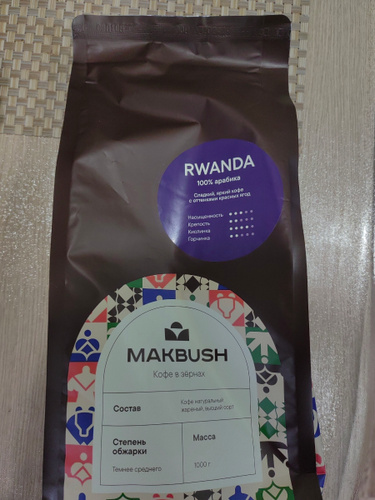 RWANDA
100% арабика
Сладкий, яркий кофе
с оттенками красных ягод
Насыщенность
Крепость
Кислинка
Горчинка
MAKBUSH
Кофе в зёрнах
Состав
Кофе натуральный
жареный, высший сорт
Степень
обжарки
Масса
Темнее среднего
1000 г